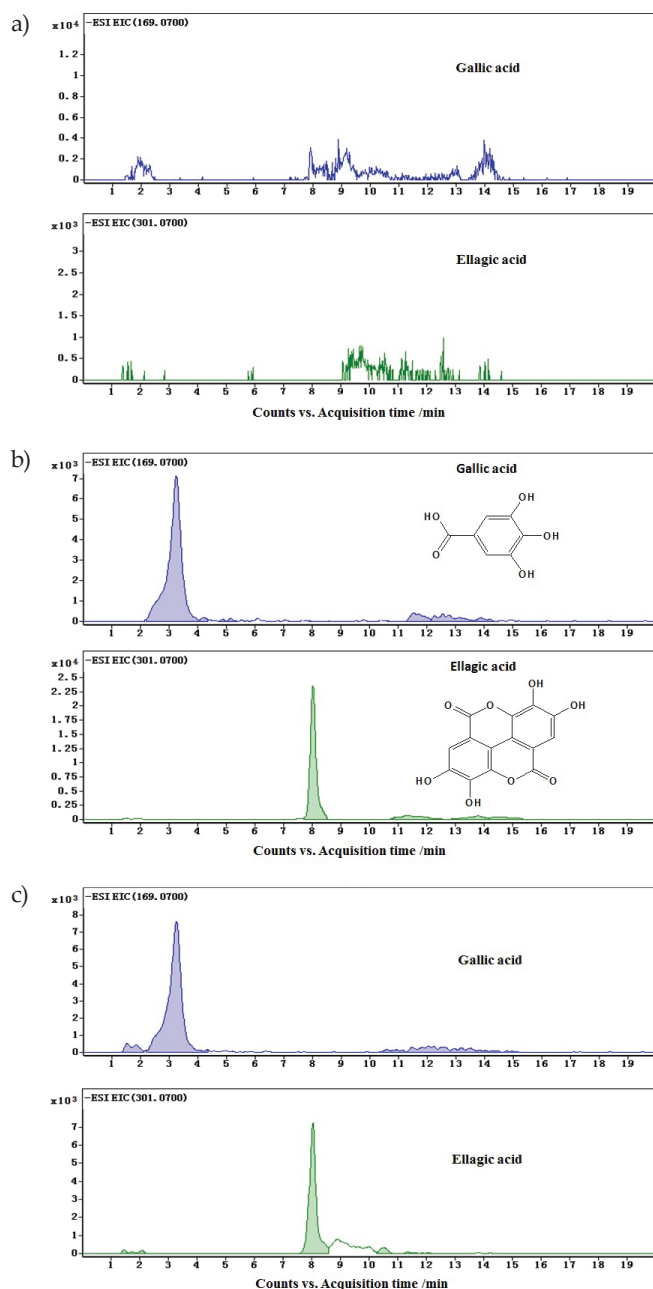 a)
x10⁴
-ESI EIC(169.0700)
Gallic acid
1.4
1.2
1
0.8
0.6
0.4
0.2
0
1 2 3 4 5 6 7 8 9 10 11 12 13 14 15 16 17 18 19
x10³
-ESI EIC(301.0700)
Ellagic acid
3
2.5
2
1.5
1
0.5
0
1 2 3 4 5 6 7 8 9 10 11 12 13 14 15 16 17 18 19
Counts vs. Acquisition time /min
b)
x10³
-ESI EIC(169.0700)
Gallic acid
7
6
5
4
3
2
1
0
OH
HO
OH
O
OH
1 2 3 4 5 6 7 8 9 10 11 12 13 14 15 16 17 18 19
x10⁴
-ESI EIC(301.0700)
Ellagic acid
2.25
2
1.75
1.5
1.25
1
0.75
0.5
0.25
0
OH
O
O
OH
HO
O
O
OH
1 2 3 4 5 6 7 8 9 10 11 12 13 14 15 16 17 18 19
Counts vs. Acquisition time /min
c)
x10³
-ESI EIC(169.0700)
Gallic acid
8
7
6
5
4
3
2
1
0
1 2 3 4 5 6 7 8 9 10 11 12 13 14 15 16 17 18 19
x10³
-ESI EIC(301.0700)
Ellagic acid
7
6
5
4
3
2
1
0
1 2 3 4 5 6 7 8 9 10 11 12 13 14 15 16 17 18 19
Counts vs. Acquisition time /min